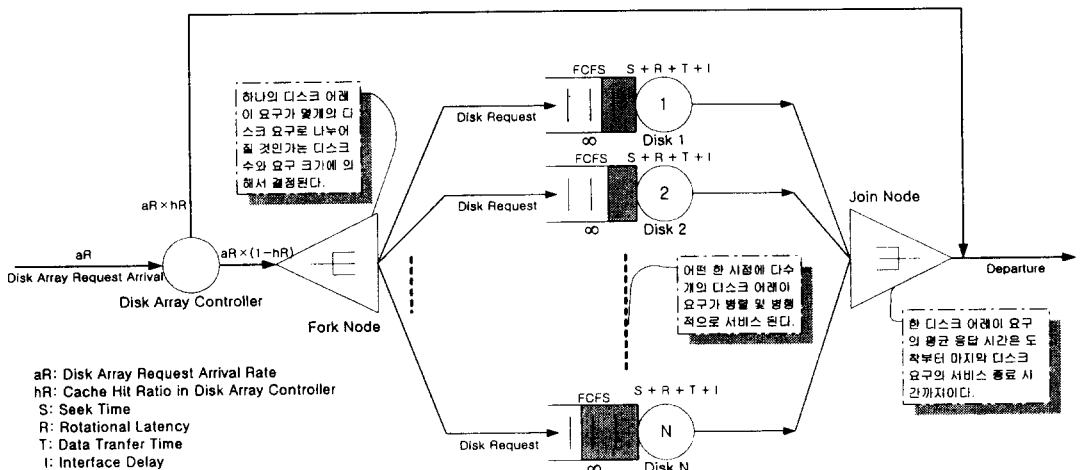 하나의 디스크 어레
이 요구가 몇개의 디
스크 요구로 나누어
질 것인가는 디스크
수와 요구 크기에 의
해서 결정된다.
FCFS S + R + T + I
1
Disk Request
∞ Disk 1
FCFS S + R + T + I
2
Disk Request
∞ Disk 2
Join Node
aR×hR
aR
aR×(1-hR)
Disk Array Request Arrival
Disk Array Controller
Fork Node
Departure
어떤 한 시점에 다수
개의 디스크 어레이
요구가 병렬 및 병행
적으로 서비스 된다.
한 디스크 어레이 요구
의 평균 응답 시간은 도
착부터 마지막 디스크
요구의 서비스 종료 시
간까지이다.
aR: Disk Array Request Arrival Rate
hR: Cache Hit Ratio in Disk Array Controller
S: Seek Time
R: Rotational Latency
T: Data Tranfer Time
I: Interface Delay
FCFS S + R + T + I
N
Disk Request
∞ Disk N